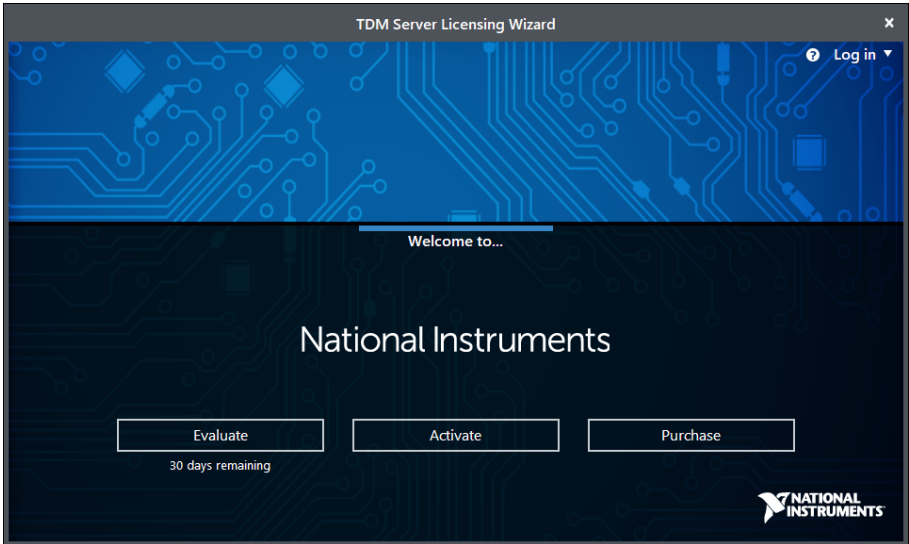 TDM Server Licensing Wizard
Log in
Welcome to...
National Instruments
Evaluate
Activate
Purchase
30 days remaining
NATIONAL
INSTRUMENTS